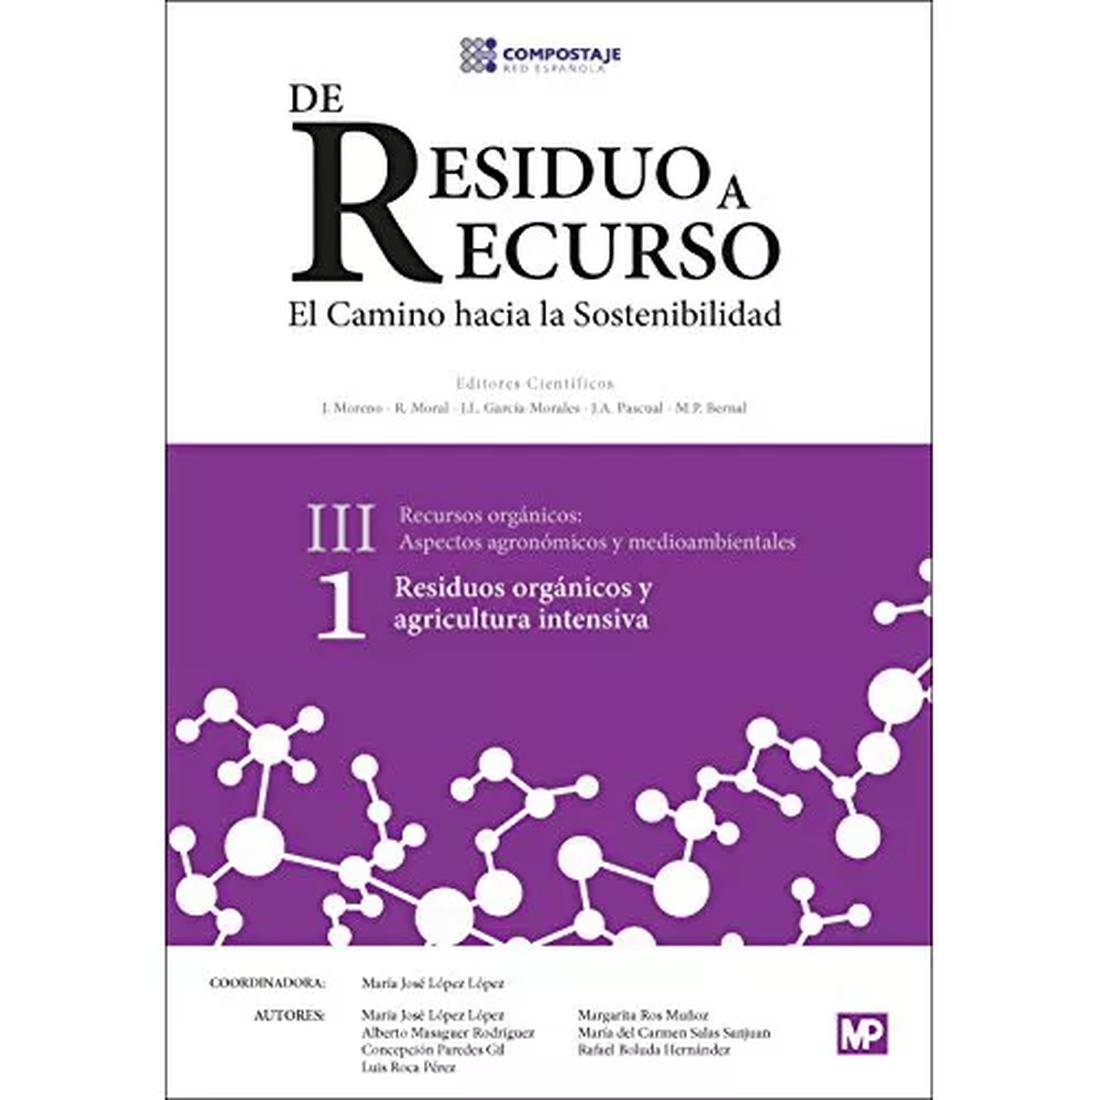 COMPOSTAJE
RED ESPAÑOLA
DE
RESIDUO A
RECURSO
El Camino hacia la Sostenibilidad
Editores Científicos
J. Moreno · R. Moral · J.L. García-Morales · J.A. Pascual · M.P. Bernal
III
Recursos orgánicos:
Aspectos agronómicos y medioambientales
1
Residuos orgánicos y
agricultura intensiva
COORDINADORA: María José López López
AUTORES: María José López López
Alberto Masaguer Rodríguez
Concepción Paredes Gil
Luis Roca Pérez
Margarita Ros Muñoz
María del Carmen Salas Sanjuan
Rafael Boluda Hernández
MP